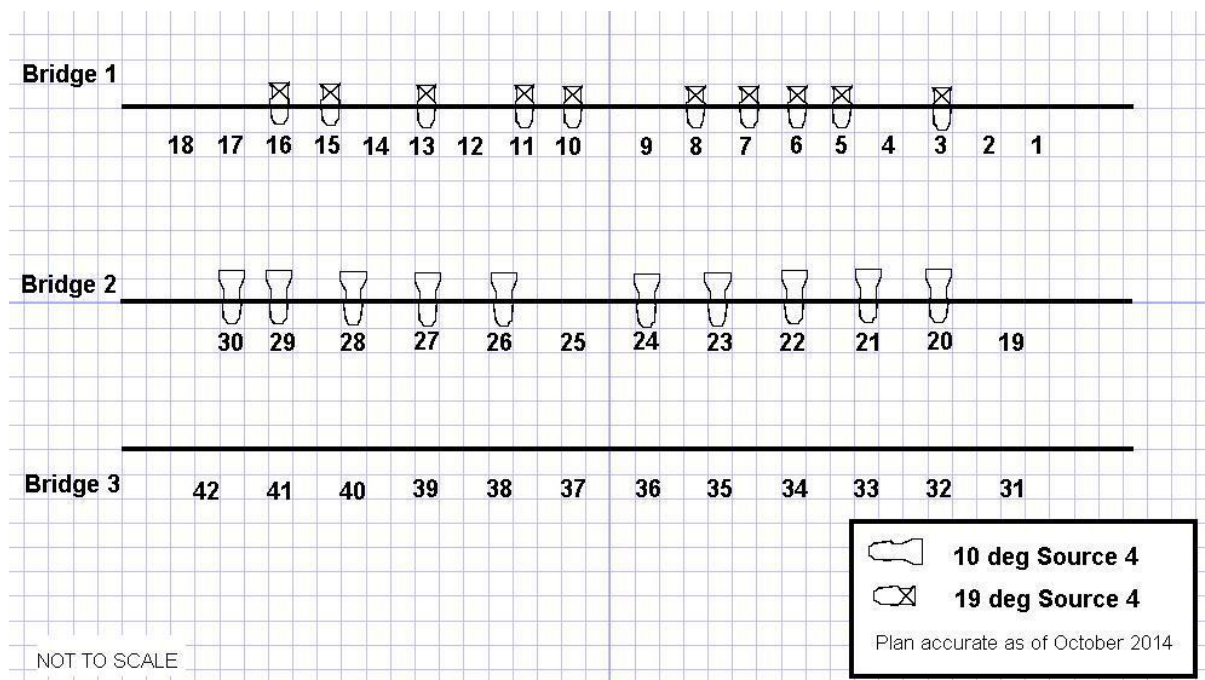 Bridge 1
18 17 16 15 14 13 12 11 10 9 8 7 6 5 4 3 2 1
Bridge 2
30 29 28 27 26 25 24 23 22 21 20 19
Bridge 3
42 41 40 39 38 37 36 35 34 33 32 31
10 deg Source 4
19 deg Source 4
Plan accurate as of October 2014
NOT TO SCALE